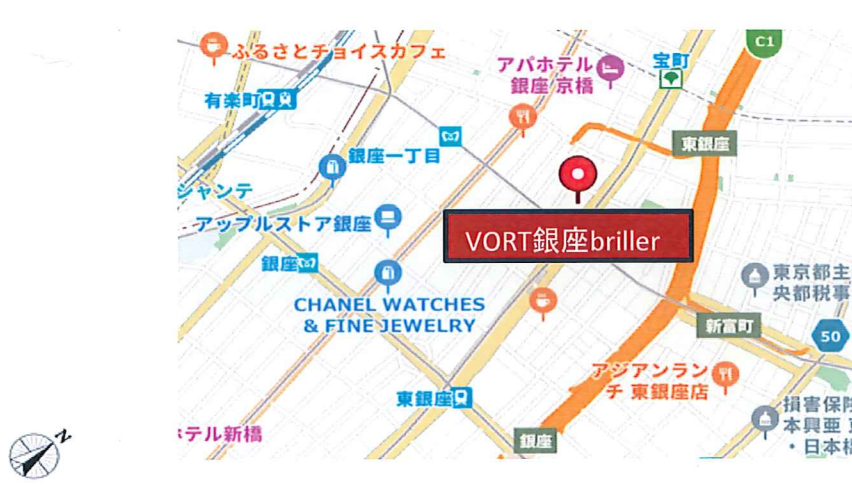 C1
ふるさとチョイスカフェ
アパホテル
銀座 京橋
宝町
有楽町
東銀座
銀座一丁目
シャンテ
アップルストア銀座
VORT銀座briller
銀座
東京都主
央都税事
CHANEL WATCHES
& FINE JEWELRY
新富町
50
アジアンラン
チ 東銀座店
東銀座
損害保険
本興亜
・日本橋
ホテル新橋
銀座
N